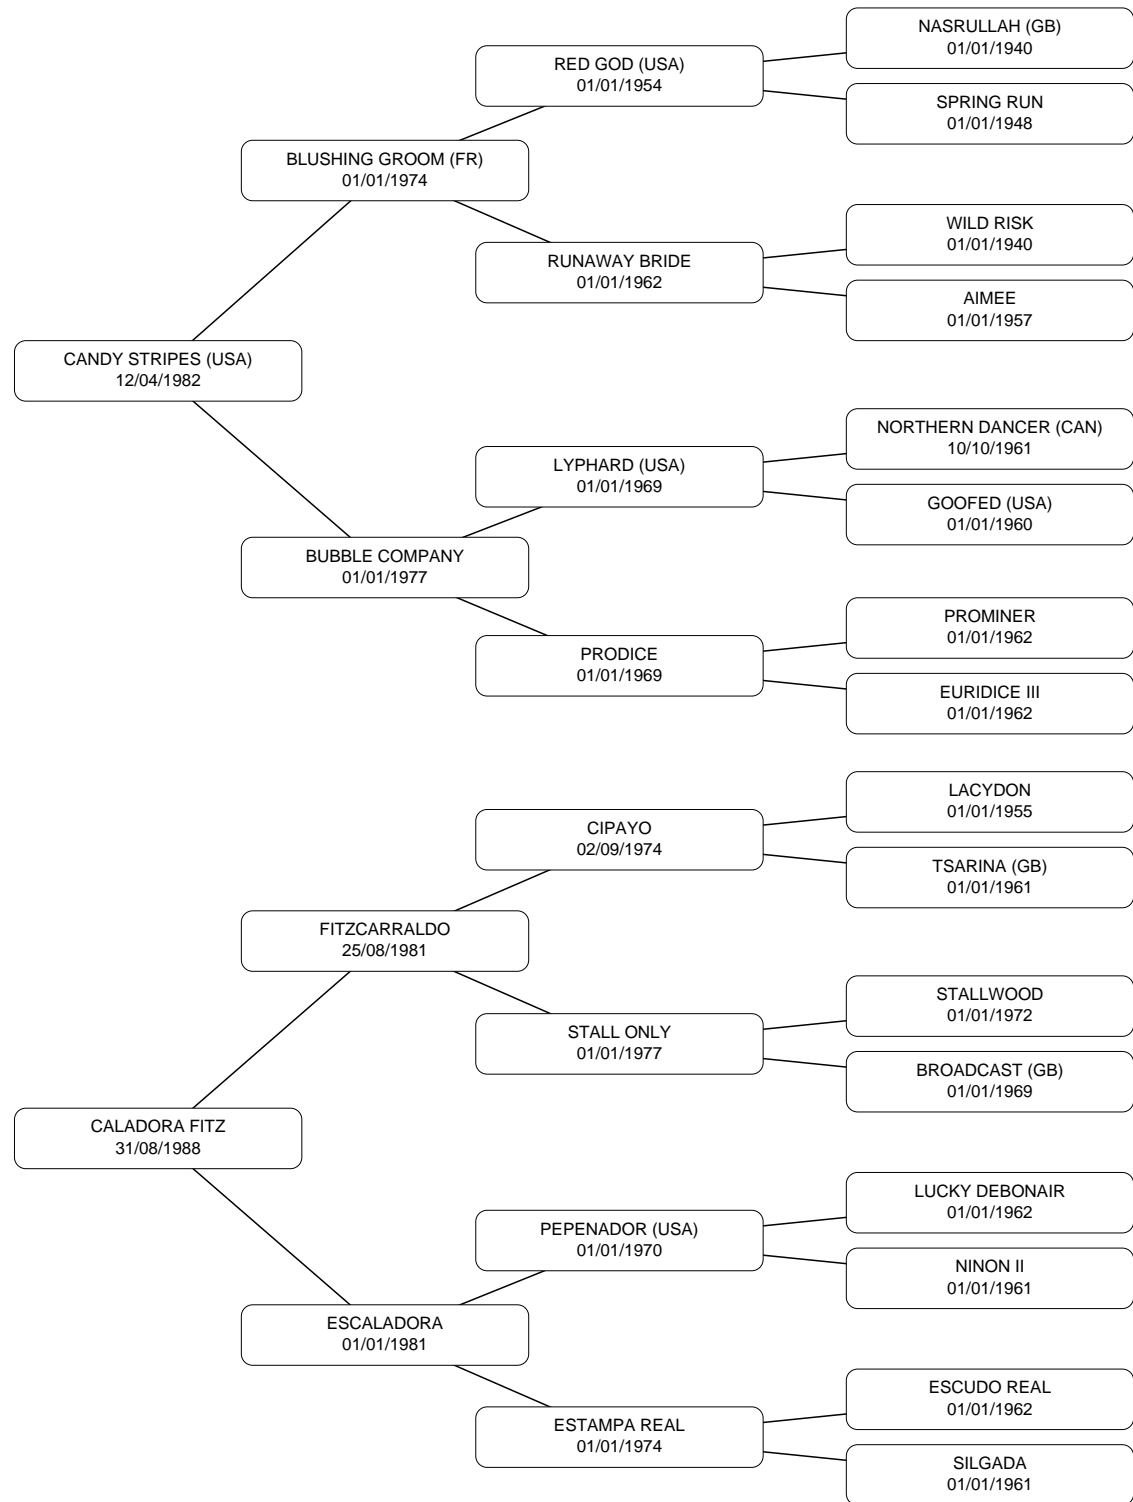 NASRULLAH (GB)
01/01/1940
RED GOD (USA)
01/01/1954
SPRING RUN
01/01/1948
BLUSHING GROOM (FR)
01/01/1974
WILD RISK
01/01/1940
RUNAWAY BRIDE
01/01/1962
AIMEE
01/01/1957
CANDY STRIPES (USA)
12/04/1982
NORTHERN DANCER (CAN)
10/10/1961
LYPHARD (USA)
01/01/1969
GOOFED (USA)
01/01/1960
BUBBLE COMPANY
01/01/1977
PROMINER
01/01/1962
PRODICE
01/01/1969
EURIDICE III
01/01/1962
LACYDON
01/01/1955
CIPAYO
02/09/1974
TSARINA (GB)
01/01/1961
FITZCARRALDO
25/08/1981
STALLWOOD
01/01/1972
STALL ONLY
01/01/1977
BROADCAST (GB)
01/01/1969
CALADORA FITZ
31/08/1988
LUCKY DEBONAIR
01/01/1962
PEPENADOR (USA)
01/01/1970
NINON II
01/01/1961
ESCALADORA
01/01/1981
ESCUDO REAL
01/01/1962
ESTAMPA REAL
01/01/1974
SILGADA
01/01/1961